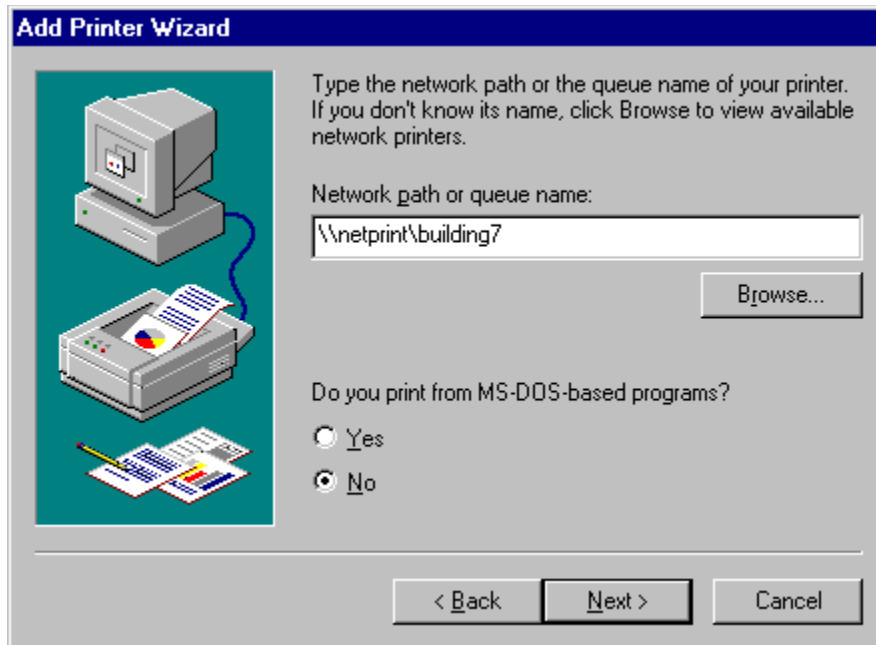 Add Printer Wizard
Type the network path or the queue name of your printer.
If you don't know its name, click Browse to view available
network printers.
Network path or queue name:
\\netprint\building7
Browse...
Do you print from MS-DOS-based programs?
Yes
No
< Back
Next >
Cancel